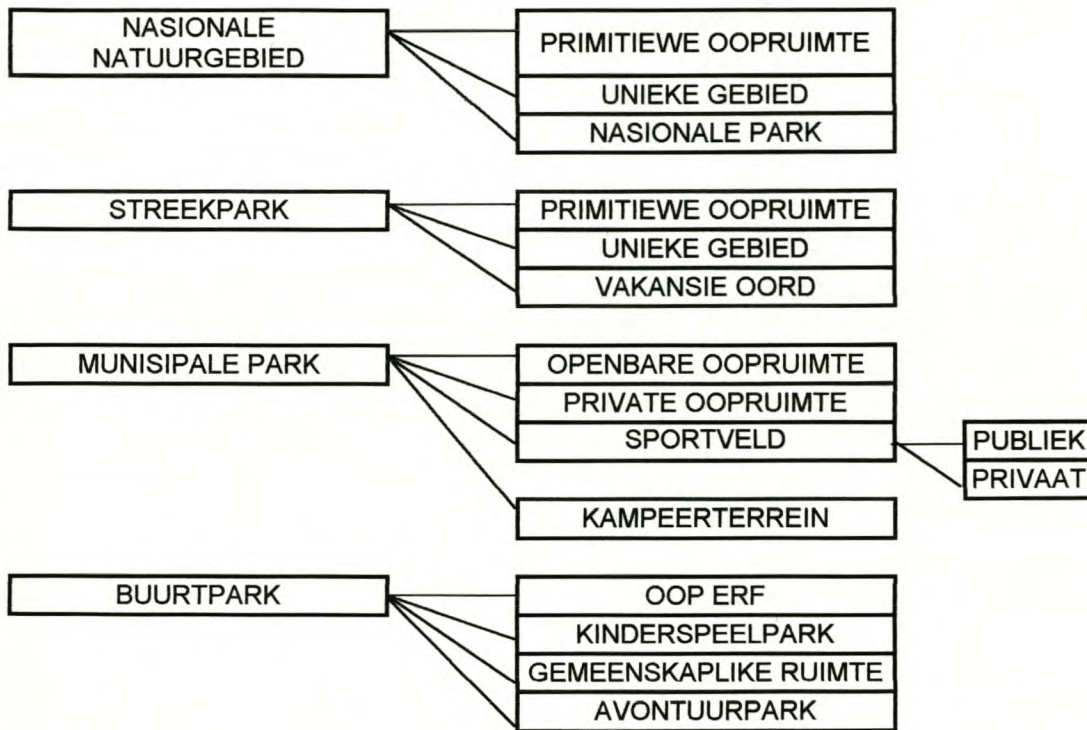 NASIONALE
NATUURGEBIED
PRIMITIEWE OOPRUIMTE
UNIEKE GEBIED
NASIONALE PARK
STREEKPARK
PRIMITIEWE OOPRUIMTE
UNIEKE GEBIED
VAKANSIE OORD
MUNISIPALE PARK
OPENBARE OOPRUIMTE
PRIVATE OOPRUIMTE
SPORTVELD
PUBLIEK
PRIVAAT
KAMPEERTERREIN
BUURTPARK
OOP ERF
KINDERSPEELPARK
GEMEENSKAPLIKE RUIMTE
AVONTUURPARK